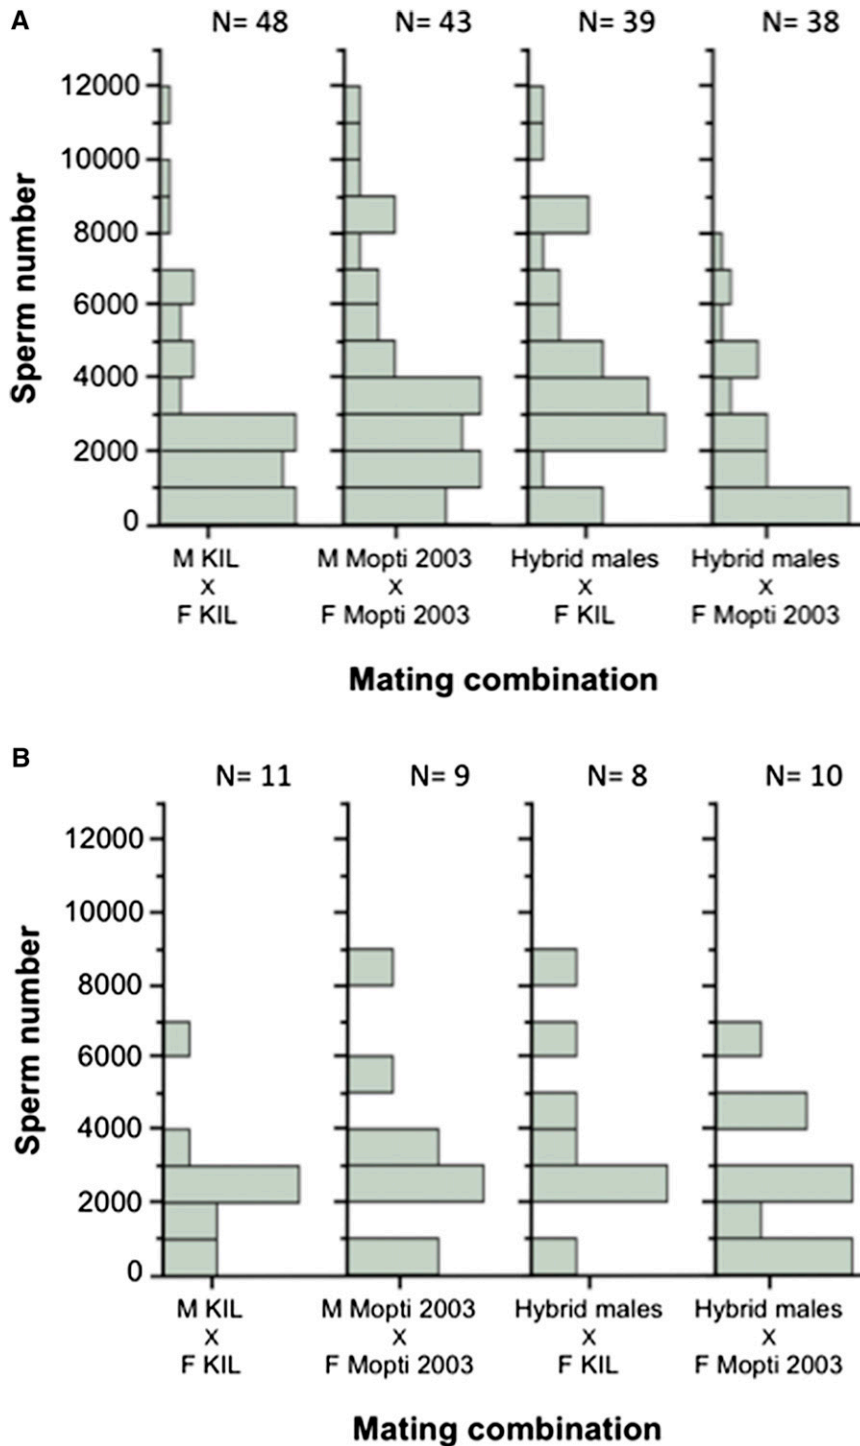 A
N= 48 N= 43 N= 39 N= 38
Sperm number
12000
10000
8000
6000
4000
2000
0
M KIL M Mopti 2003 Hybrid males Hybrid males
X X X X
F KIL F Mopti 2003 F KIL F Mopti 2003
Mating combination
B
N= 11 N= 9 N= 8 N= 10
Sperm number
12000
10000
8000
6000
4000
2000
0
M KIL M Mopti 2003 Hybrid males Hybrid males
X X X X
F KIL F Mopti 2003 F KIL F Mopti 2003
Mating combination